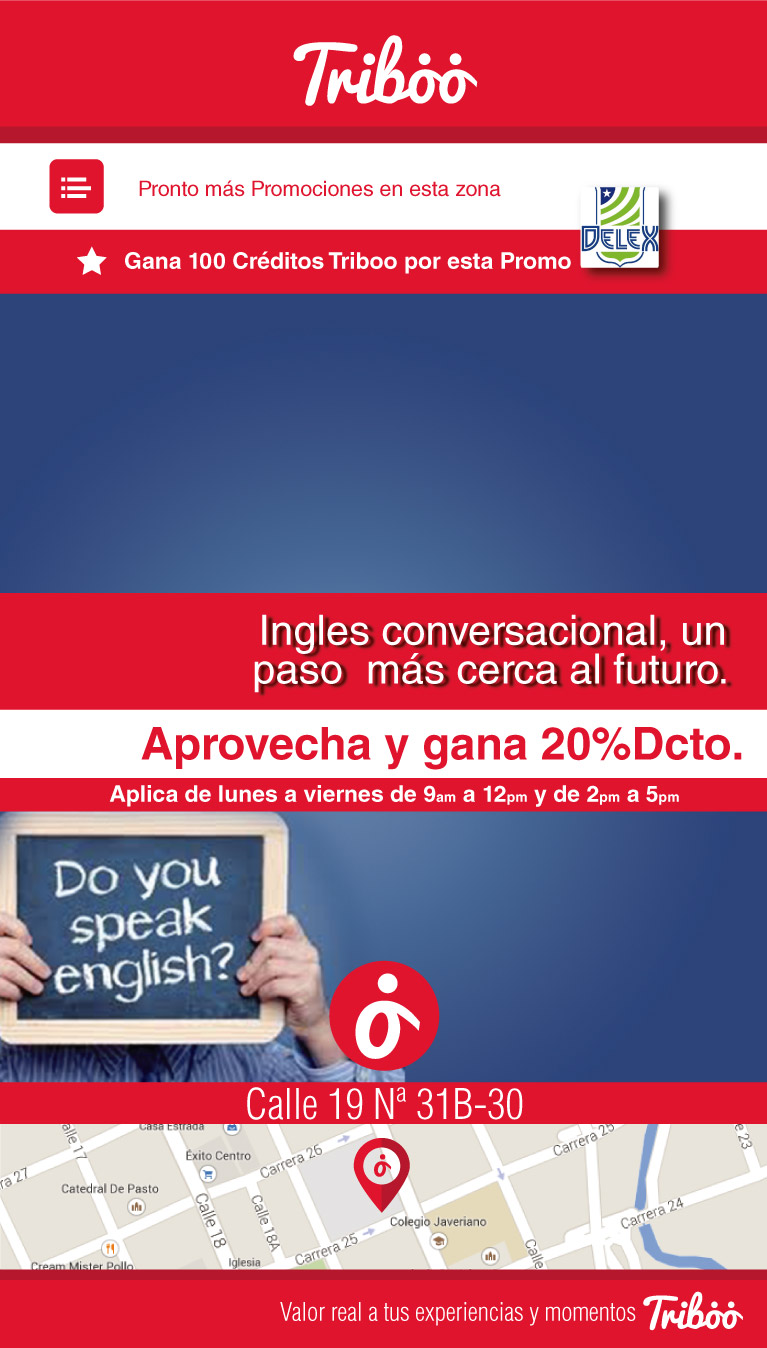 Triboo
Pronto más Promociones en esta zona
DELEX
Gana 100 Créditos Triboo por esta Promo
Ingles conversacional, un
paso más cerca al futuro.
Aprovecha y gana 20%Dcto.
Aplica de lunes a viernes de 9am a 12pm y de 2pm a 5pm
Do you
speak
english?
Calle 19 Nª 31B-30
Casa Estrada
Carrera 25
Éxito Centro
Carrera 26
Catedral De Pasto
Calle 18
Calle 18A
Colegio Javeriano
Carrera 24
Carrera 25
Iglesia
Calle
Cream Mister Pollo
Valor real a tus experiencias y momentos Triboo